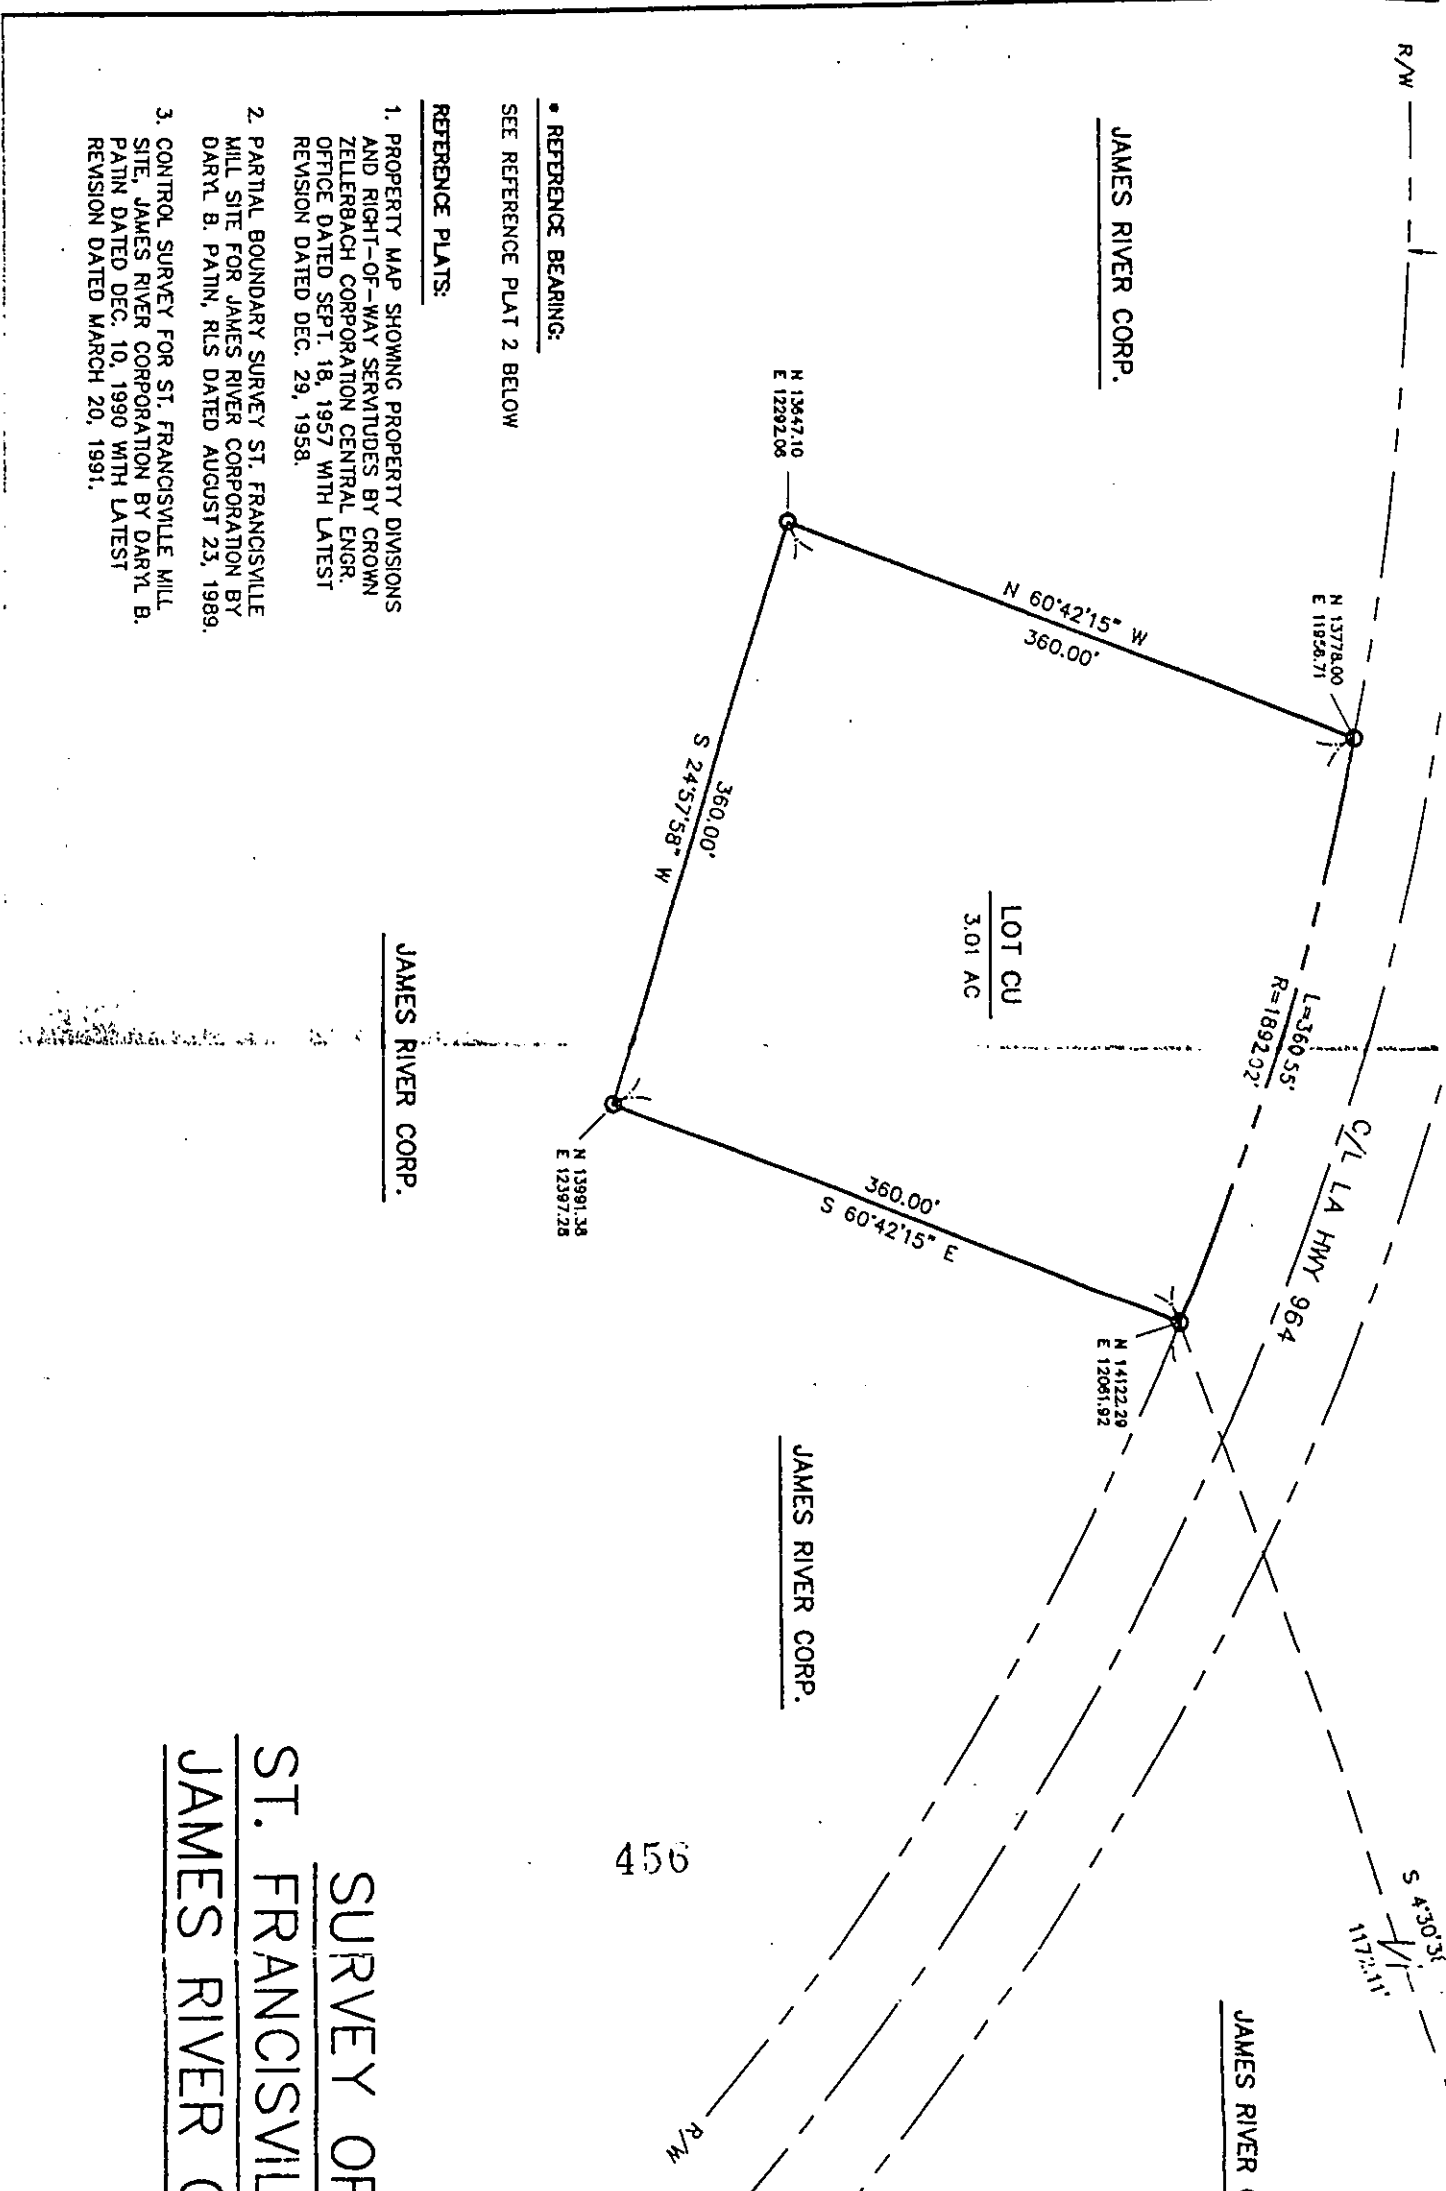 R/W
JAMES RIVER CORP.
N 13778.00
E 11956.71
N 60°42'15" W
360.00'
N 13647.10
E 12292.06
LOT CU
3.01 AC
L=360.55'
R=1892.02'
C/L LA HWY 964
360.00'
S 24°57'58" W
360.00'
S 60°42'15" E
N 14122.29
E 12061.92
N 13991.38
E 12397.28
S 4°30'38
1172.11'
JAMES RIVER
JAMES RIVER CORP.
JAMES RIVER CORP.
R/W
* REFERENCE BEARING:
SEE REFERENCE PLAT 2 BELOW
REFERENCE PLATS:
1. PROPERTY MAP SHOWING PROPERTY DIVISIONS
AND RIGHT-OF-WAY SERVITUDES BY CROWN
ZELLERBACH CORPORATION CENTRAL ENGR.
OFFICE DATED SEPT. 18, 1957 WITH LATEST
REVISION DATED DEC. 29, 1958.
2. PARTIAL BOUNDARY SURVEY ST. FRANCISVILLE
MILL SITE FOR JAMES RIVER CORPORATION BY
DARYL B. PATIN, RLS DATED AUGUST 23, 1989.
3. CONTROL SURVEY FOR ST. FRANCISVILLE MILL
SITE, JAMES RIVER CORPORATION BY DARYL B.
PATIN DATED DEC. 10, 1990 WITH LATEST
REVISION DATED MARCH 20, 1991.
456
SURVEY OF
ST. FRANCISVIL
JAMES RIVER C